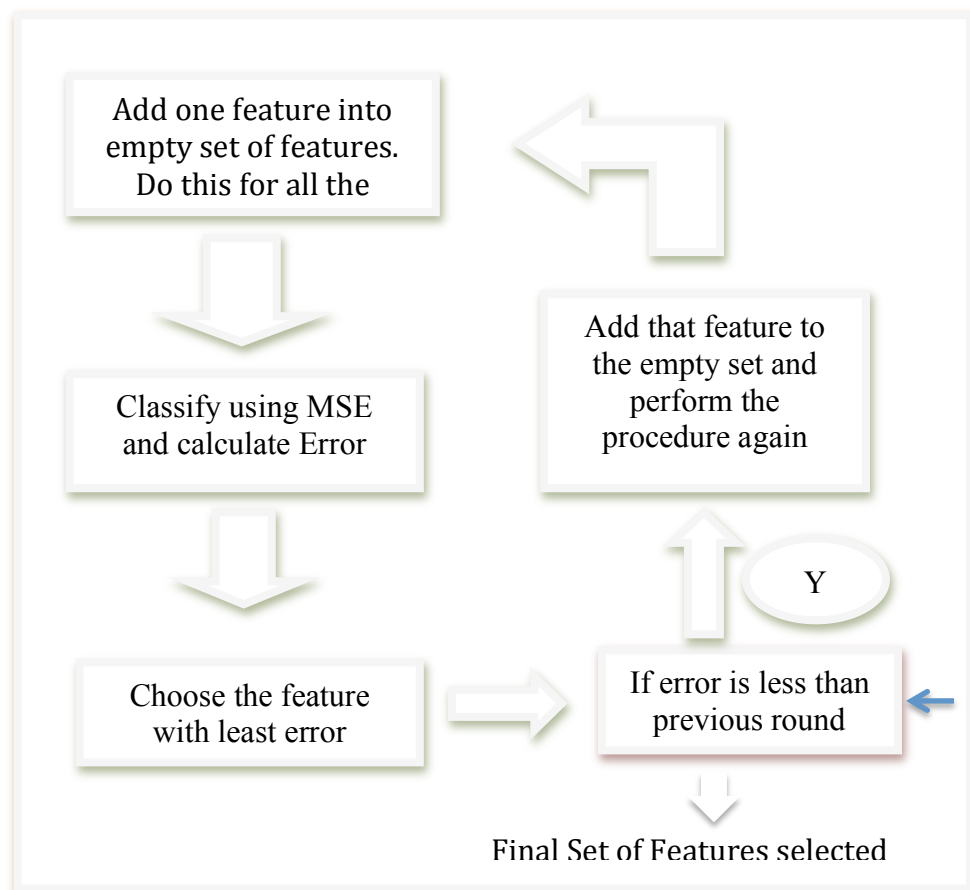 Add one feature into
empty set of features.
Do this for all the
Classify using MSE
and calculate Error
Choose the feature
with least error
If error is less than
previous round
Y
Add that feature to
the empty set and
perform the
procedure again
Final Set of Features selected